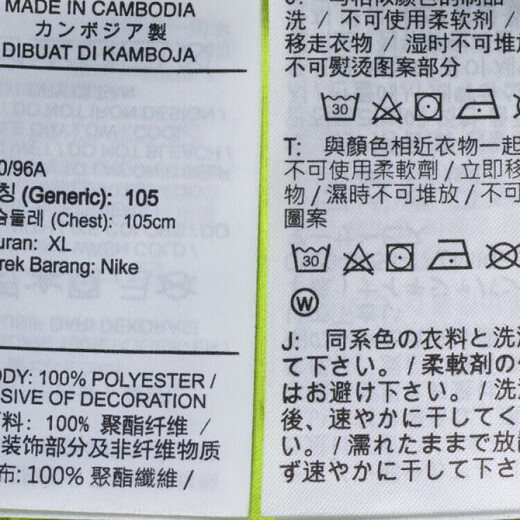 MADE IN CAMBODIA
カンボジア製
DIBUAT DI KAMBOJA
0/96A
칭 (Generic): 105
슴둘레 (Chest): 105cm
uran: XL
rek Barang: Nike
ODY: 100% POLYESTER /
SIVE OF DECORATION
料: 100% 聚酯纤维 /
装饰部分及非纤维物质
布: 100% 聚酯纖維 /
洗 / 不可使用柔软剂 /
移走衣物 / 湿时不可堆放
不可熨烫图案部分
30
T: 與顏色相近衣物一起
不可使用柔軟劑 / 立即移
物 / 濕時不可堆放 / 不可
圖案
30
W
J: 同系色の衣料と洗濯
て下さい。/ 柔軟剤の使
はお避け下さい。/ 洗濯
後、速やかに干してく
い。/ 濡れたままで放
ず速やかに干して下さ